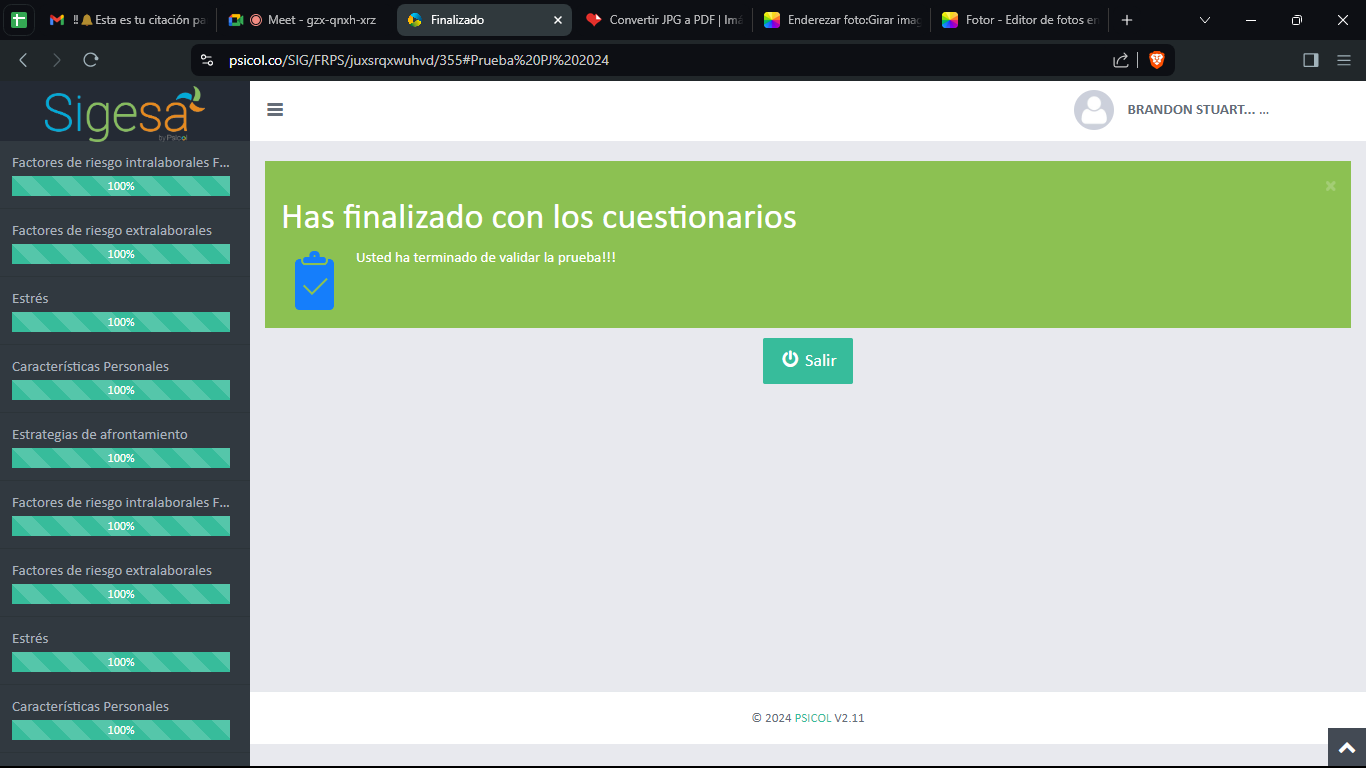 !! Esta es tu citación pa
Meet - gzx-qnxh-xrz
Finalizado
Convertir JPG a PDF | Imá
Enderezar foto:Girar imag
Fotor - Editor de fotos en
psicol.co/SIG/FRPS/juxsrqxwuhvd/355#Prueba%20PJ%202024
Sigesa
by Psicol
BRANDON STUART... ...
Factores de riesgo intralaborales F...
100%
Factores de riesgo extralaborales
100%
Estrés
100%
Características Personales
100%
Estrategias de afrontamiento
100%
Factores de riesgo intralaborales F...
100%
Factores de riesgo extralaborales
100%
Estrés
100%
Características Personales
100%
Has finalizado con los cuestionarios
Usted ha terminado de validar la prueba!!!
Salir
© 2024 PSICOL V2.11